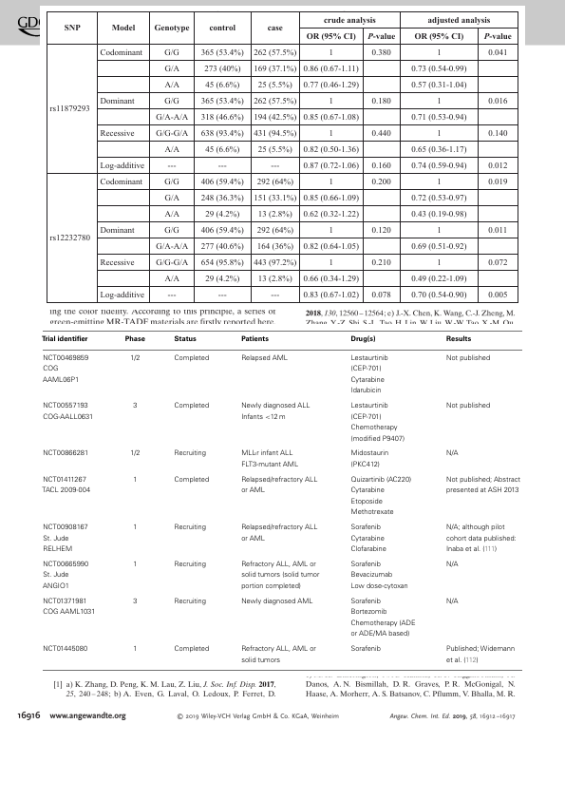 GDC
SNP Model Genotype control case crude analysis adjusted analysis
OR (95% CI) P-value OR (95% CI) P-value
rs11879293
Codominant G/G 365 (53.4%) 262 (57.5%) 1 0.380 1 0.041
G/A 273 (40%) 169 (37.1%) 0.86 (0.67-1.11) 0.73 (0.54-0.99)
A/A 45 (6.6%) 25 (5.5%) 0.77 (0.46-1.29) 0.57 (0.31-1.04)
Dominant G/G 365 (53.4%) 262 (57.5%) 1 0.180 1 0.016
G/A-A/A 318 (46.6%) 194 (42.5%) 0.85 (0.67-1.08) 0.71 (0.53-0.94)
Recessive G/G-G/A 638 (93.4%) 431 (94.5%) 1 0.440 1 0.140
A/A 45 (6.6%) 25 (5.5%) 0.82 (0.50-1.36) 0.65 (0.36-1.17)
Log-additive --- --- --- 0.87 (0.72-1.06) 0.160 0.74 (0.59-0.94) 0.012
rs12232780
Codominant G/G 406 (59.4%) 292 (64%) 1 0.200 1 0.019
G/A 248 (36.3%) 151 (33.1%) 0.85 (0.66-1.09) 0.72 (0.53-0.97)
A/A 29 (4.2%) 13 (2.8%) 0.62 (0.32-1.22) 0.43 (0.19-0.98)
Dominant G/G 406 (59.4%) 292 (64%) 1 0.120 1 0.011
G/A-A/A 277 (40.6%) 164 (36%) 0.82 (0.64-1.05) 0.69 (0.51-0.92)
Recessive G/G-G/A 654 (95.8%) 443 (97.2%) 1 0.210 1 0.072
A/A 29 (4.2%) 13 (2.8%) 0.66 (0.34-1.29) 0.49 (0.22-1.09)
Log-additive --- --- --- 0.83 (0.67-1.02) 0.078 0.70 (0.54-0.90) 0.005
ing the color fidelity. According to this principle, a series of
green-emitting MR-TADF materials are firstly reported here.
2018, 130, 12560–12564; c) J.-X. Chen, K. Wang, C.-J. Zheng, M.
Zhang, Y.-Z. Shi, S.-L. Tao, H. Lin, W. Liu, W.-W. Tao, X.-M. Ou,
Trial identifier Phase Status Patients Drug(s) Results
NCT00469859 1/2 Completed Relapsed AML Lestaurtinib Not published
COG (CEP-701)
AAML06P1 Cytarabine
Idarubicin
NCT00557193 3 Completed Newly diagnosed ALL Lestaurtinib Not published
COG-AALL0631 Infants <12 m (CEP-701)
Chemotherapy
(modified P9407)
NCT00866281 1/2 Recruiting MLL-r infant ALL Midostaurin N/A
FLT3-mutant AML (PKC412)
NCT01411267 1 Completed Relapsed/refractory ALL Quizartinib (AC220) Not published; Abstract
TACL 2009-004 or AML Cytarabine presented at ASH 2013
Etoposide
Methotrexate
NCT00908167 1 Recruiting Relapsed/refractory ALL Sorafenib N/A; although pilot
St. Jude or AML Cytarabine cohort data published:
RELHEM Clofarabine Inaba et al. (111)
NCT00665990 1 Recruiting Refractory ALL, AML or Sorafenib N/A
St. Jude solid tumors (solid tumor Bevacizumab
ANGIO1 portion completed) Low dose-cytoxan
NCT01371981 3 Recruiting Newly diagnosed AML Sorafenib N/A
COG AAML1031 Bortezomib
Chemotherapy (ADE
or ADE/MA based)
NCT01445080 1 Completed Refractory ALL, AML or Sorafenib Published; Widemann
solid tumors et al. (112)
[1] a) K. Zhang, D. Peng, K. M. Lau, Z. Liu, J. Soc. Inf. Disp. 2017,
25, 240–248; b) A. Even, G. Laval, O. Ledoux, P. Ferret, D.
Danos, A. N. Bismillah, D. R. Graves, P. R. McGonigal, N.
Haase, A. Morherr, A. S. Batsanov, C. Pflumm, V. Bhalla, M. R.
16916 www.angewandte.org © 2019 Wiley-VCH Verlag GmbH & Co. KGaA, Weinheim Angew. Chem. Int. Ed. 2019, 58, 16912–16917